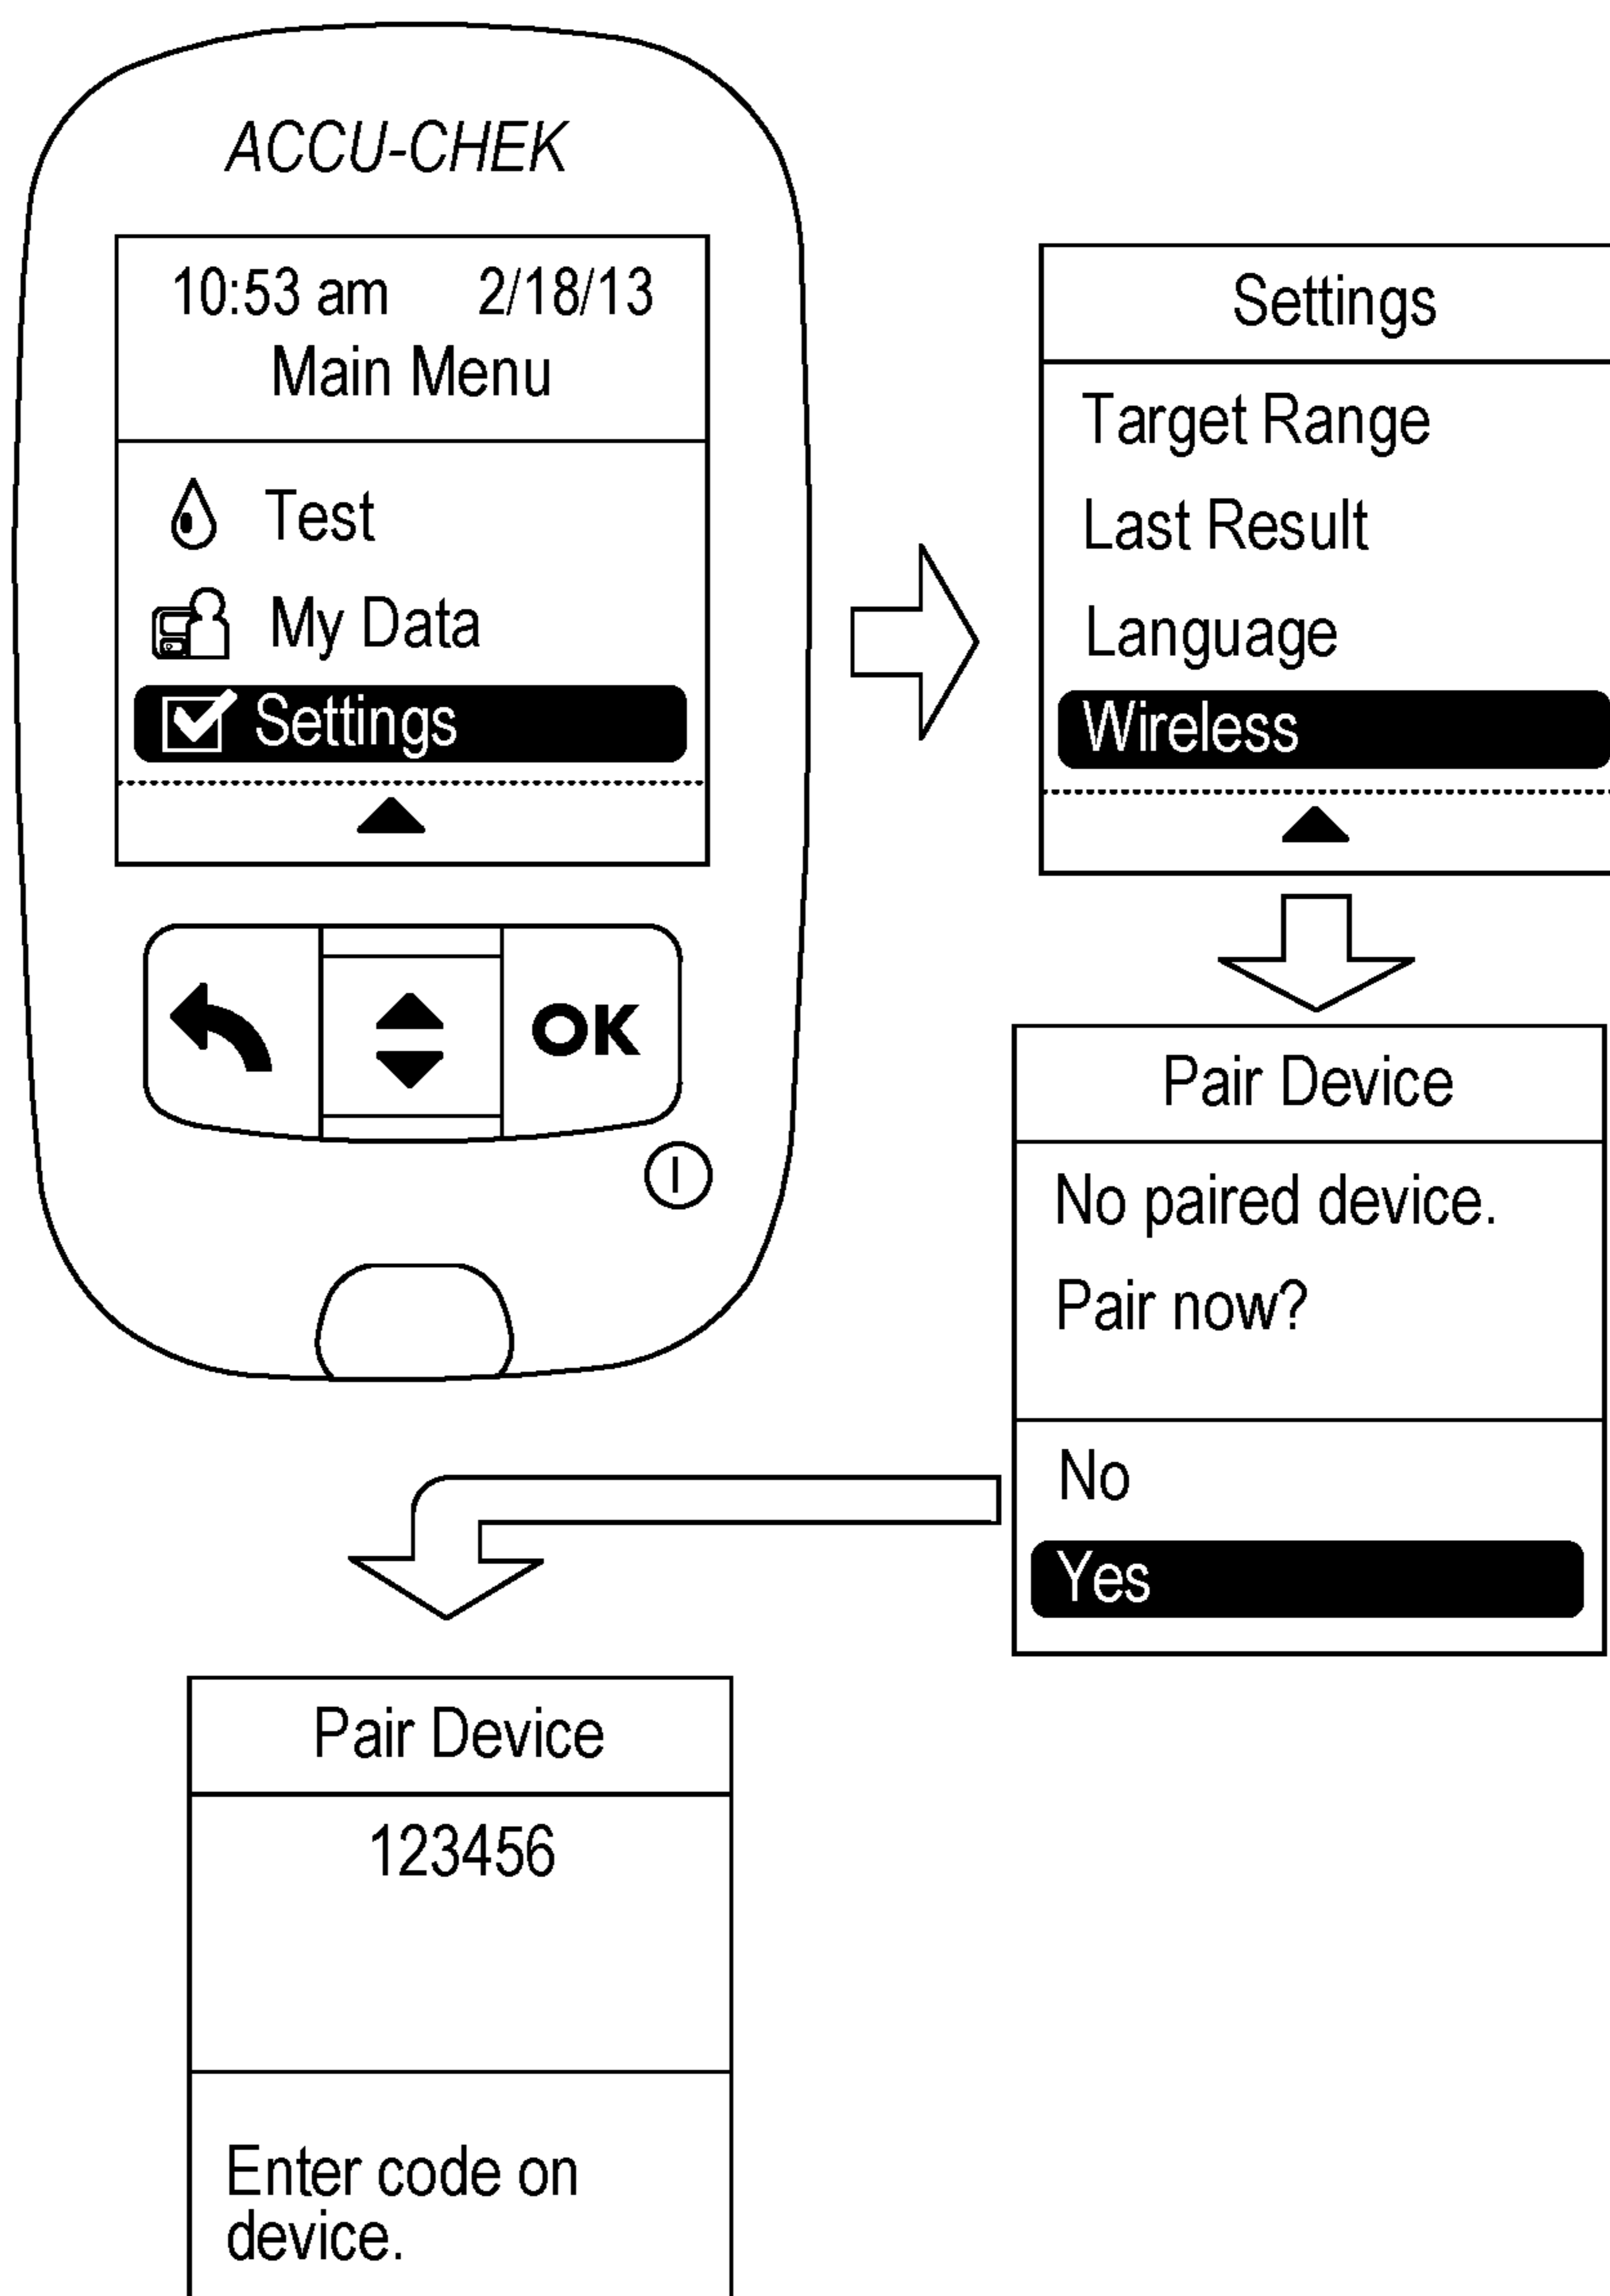 ACCU-CHEK
10:53 am 2/18/13
Main Menu
Test
My Data
Settings
OK
Settings
Target Range
Last Result
Language
Wireless
Pair Device
No paired device.
Pair now?
No
Yes
Pair Device
123456
Enter code on
device.